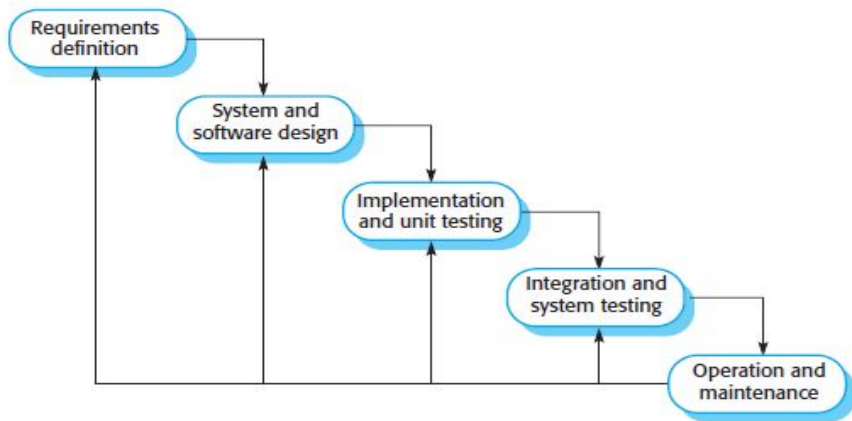 Requirements
definition
System and
software design
Implementation
and unit testing
Integration and
system testing
Operation and
maintenance